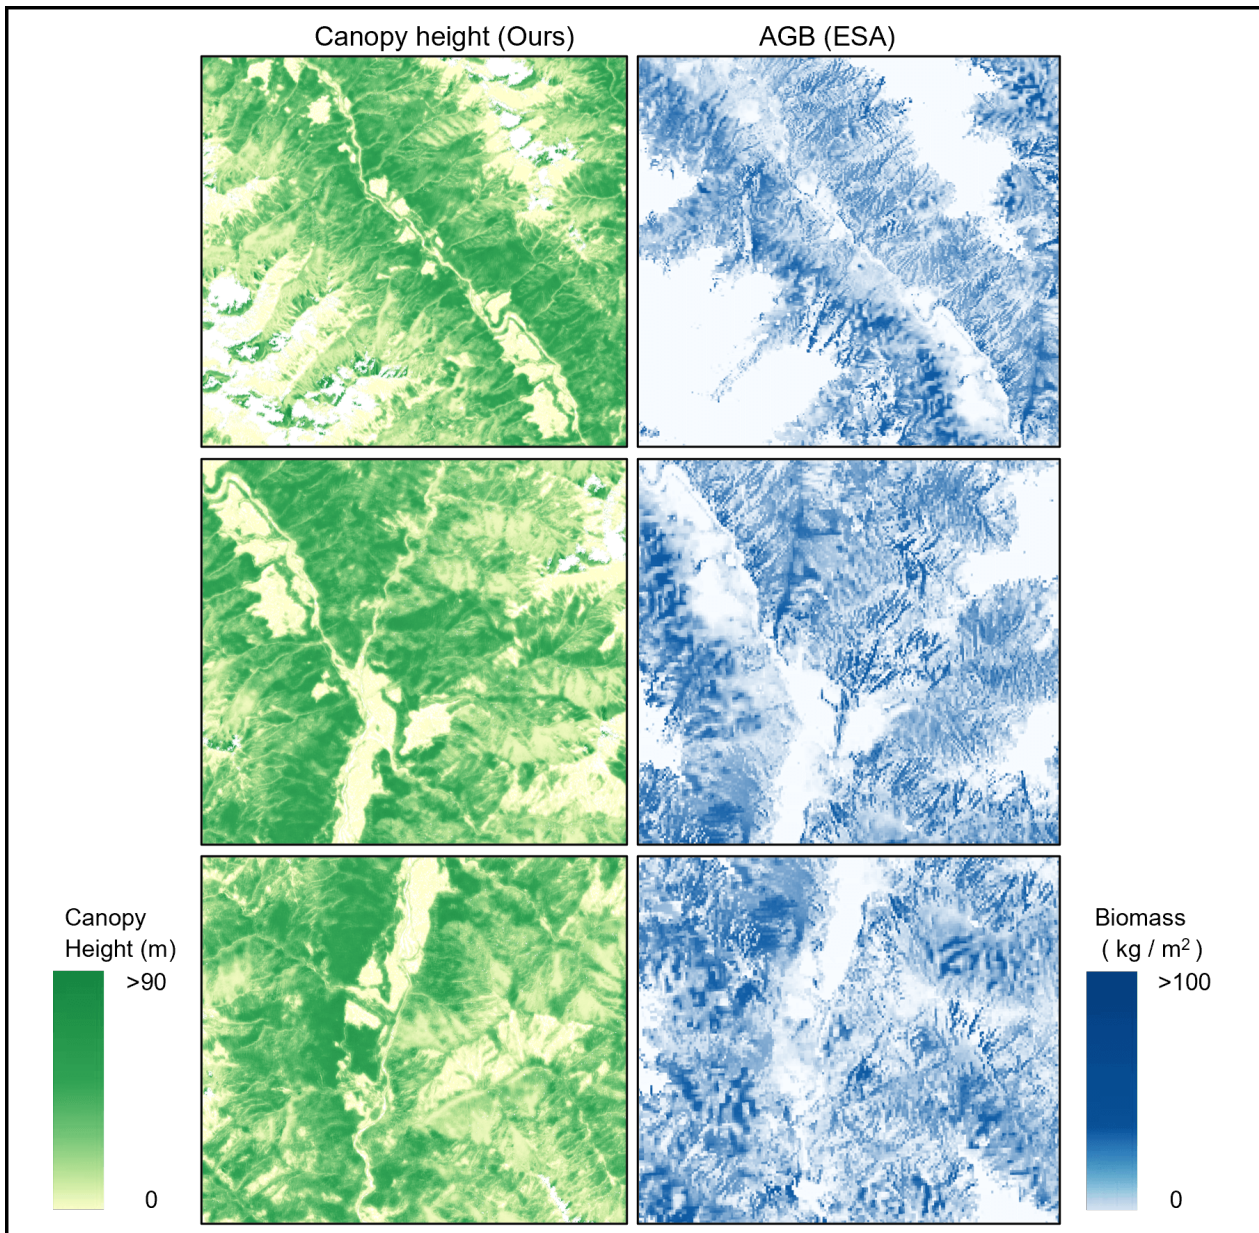 Canopy height (Ours)
AGB (ESA)
Canopy
Height (m)
>90
0
Biomass
( kg / m² )
>100
0